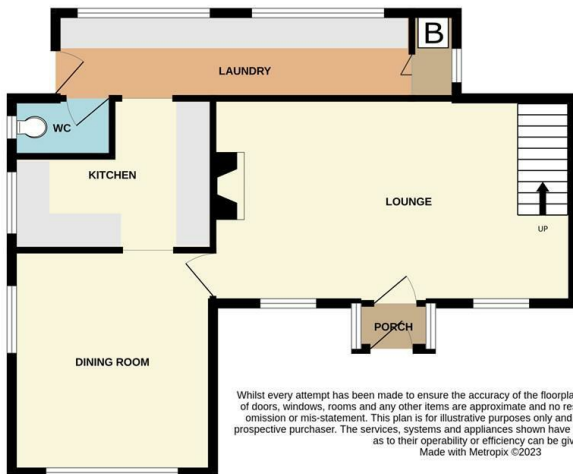 B
LAUNDRY
WC
KITCHEN
LOUNGE
UP
PORCH
DINING ROOM
Whilst every attempt has been made to ensure the accuracy of the floorpla
of doors, windows, rooms and any other items are approximate and no res
omission or mis-statement. This plan is for illustrative purposes only and
prospective purchaser. The services, systems and appliances shown have
as to their operability or efficiency can be giv
Made with Metropix ©2023